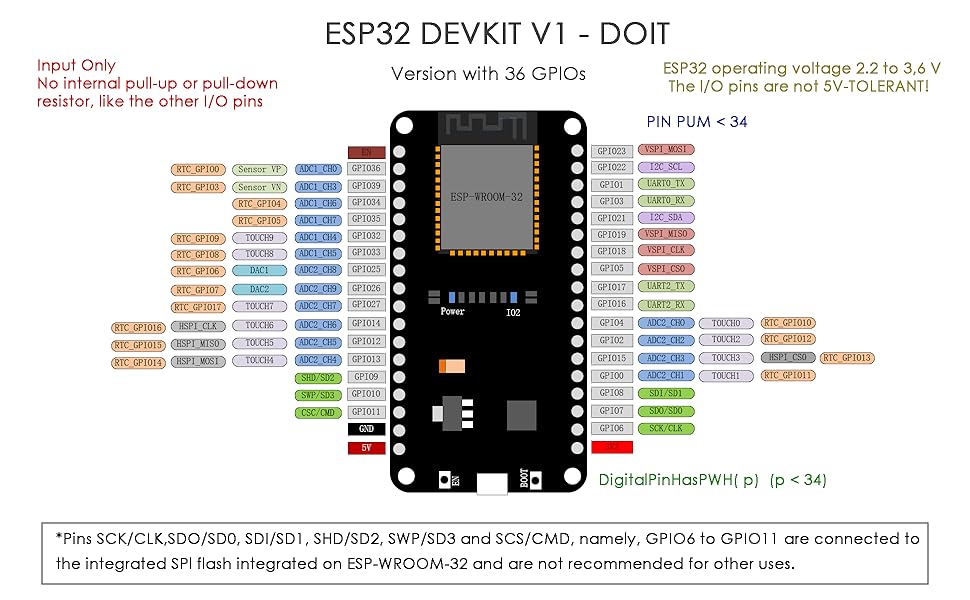 ESP32 DEVKIT V1 - DOIT
Version with 36 GPIOs
Input Only
No internal pull-up or pull-down
resistor, like the other I/O pins
ESP32 operating voltage 2.2 to 3,6 V
The I/O pins are not 5V-TOLERANT!
PIN PUM < 34
EN
RTC_GPIO0 Sensor VP ADC1_CH0 GPIO36
RTC_GPIO3 Sensor VN ADC1_CH3 GPIO39
RTC_GPIO4 ADC1_CH6 GPIO34
RTC_GPIO5 ADC1_CH7 GPIO35
RTC_GPIO9 TOUCH9 ADC1_CH4 GPIO32
RTC_GPIO8 TOUCH8 ADC1_CH5 GPIO33
RTC_GPIO6 DAC1 ADC2_CH8 GPIO25
RTC_GPIO7 DAC2 ADC2_CH9 GPIO26
RTC_GPIO17 TOUCH7 ADC2_CH7 GPIO27
RTC_GPIO16 HSPI_CLK TOUCH6 ADC2_CH6 GPIO14
RTC_GPIO15 HSPI_MISO TOUCH5 ADC2_CH5 GPIO12
RTC_GPIO14 HSPI_MOSI TOUCH4 ADC2_CH4 GPIO13
SHD/SD2 GPIO9
SWP/SD3 GPIO10
CSC/CMD GPIO11
GND
5V
ESP-WROOM-32
Power IO2
EN BOOT
GPIO23 VSPI_MOSI
GPIO22 I2C_SCL
GPIO1 UART0_TX
GPIO3 UART0_RX
GPIO21 I2C_SDA
GPIO19 VSPI_MISO
GPIO18 VSPI_CLK
GPIO5 VSPI_CSO
GPIO17 UART2_TX
GPIO16 UART2_RX
GPIO4 ADC2_CH0 TOUCH0 RTC_GPIO10
GPIO2 ADC2_CH2 TOUCH2 RTC_GPIO12
GPIO15 ADC2_CH3 TOUCH3 HSPI_CSO RTC_GPIO13
GPIO0 ADC2_CH1 TOUCH1 RTC_GPIO11
GPIO8 SDI/SD1
GPIO7 SDO/SD0
GPIO6 SCK/CLK
DigitalPinHasPWH( p) (p < 34)
*Pins SCK/CLK,SDO/SD0, SDI/SD1, SHD/SD2, SWP/SD3 and SCS/CMD, namely, GPIO6 to GPIO11 are connected to
the integrated SPI flash integrated on ESP-WROOM-32 and are not recommended for other uses.